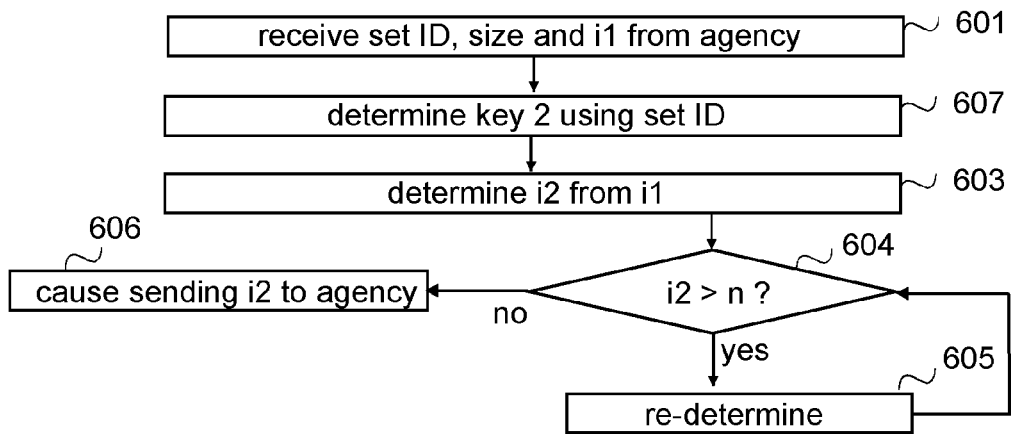 receive set ID, size and i1 from agency
601
determine key 2 using set ID
607
determine i2 from i1
603
606
604
cause sending i2 to agency
i2 > n ?
no
yes
605
re-determine